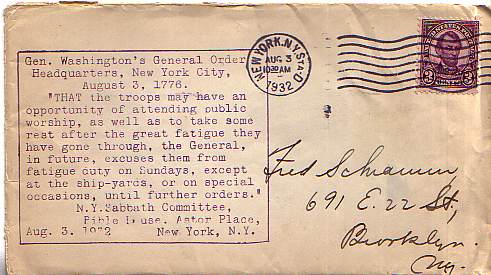 Gen. Washington's General Order
Headquarters, New York City,
August 3, 1776.
"THAT the troops may have an
opportunity of attending public
worship, as well as to take some
rest after the great fatigue they
have gone through, the General,
in future, excuses them from
fatigue duty on Sundays, except
at the ship-yards, or on special
occasions, until further orders."
N.Y. Sabbath Committee,
Bible House, Astor Place,
Aug. 3, 1932 New York, N.Y.
NEW YORK, N.Y. STA. D
AUG 3
10 30 AM
1932
3 3
Fred Schramm,
691 E. 22 St,
Brooklyn.
N.Y.